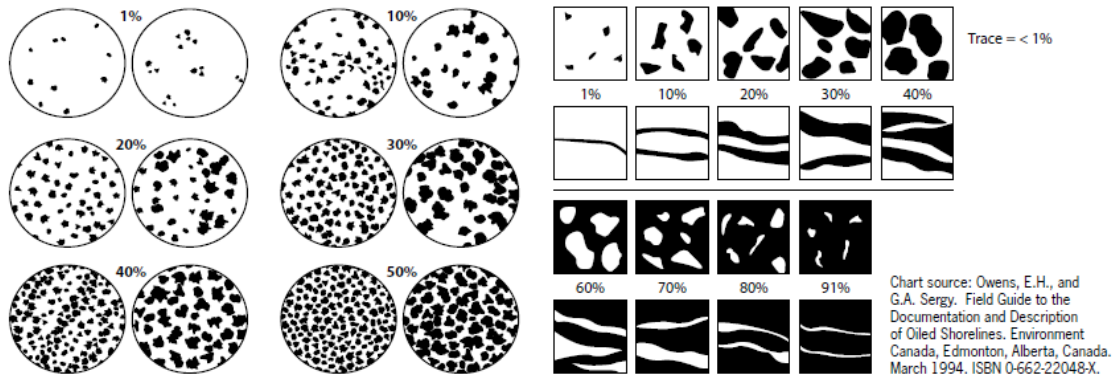 1%
10%
20%
30%
40%
50%
Trace = < 1%
1% 10% 20% 30% 40%
60% 70% 80% 91%
Chart source: Owens, E.H., and
G.A. Sergy. Field Guide to the
Documentation and Description
of Oiled Shorelines. Environment
Canada, Edmonton, Alberta, Canada.
March 1994. ISBN 0-662-22048-X.